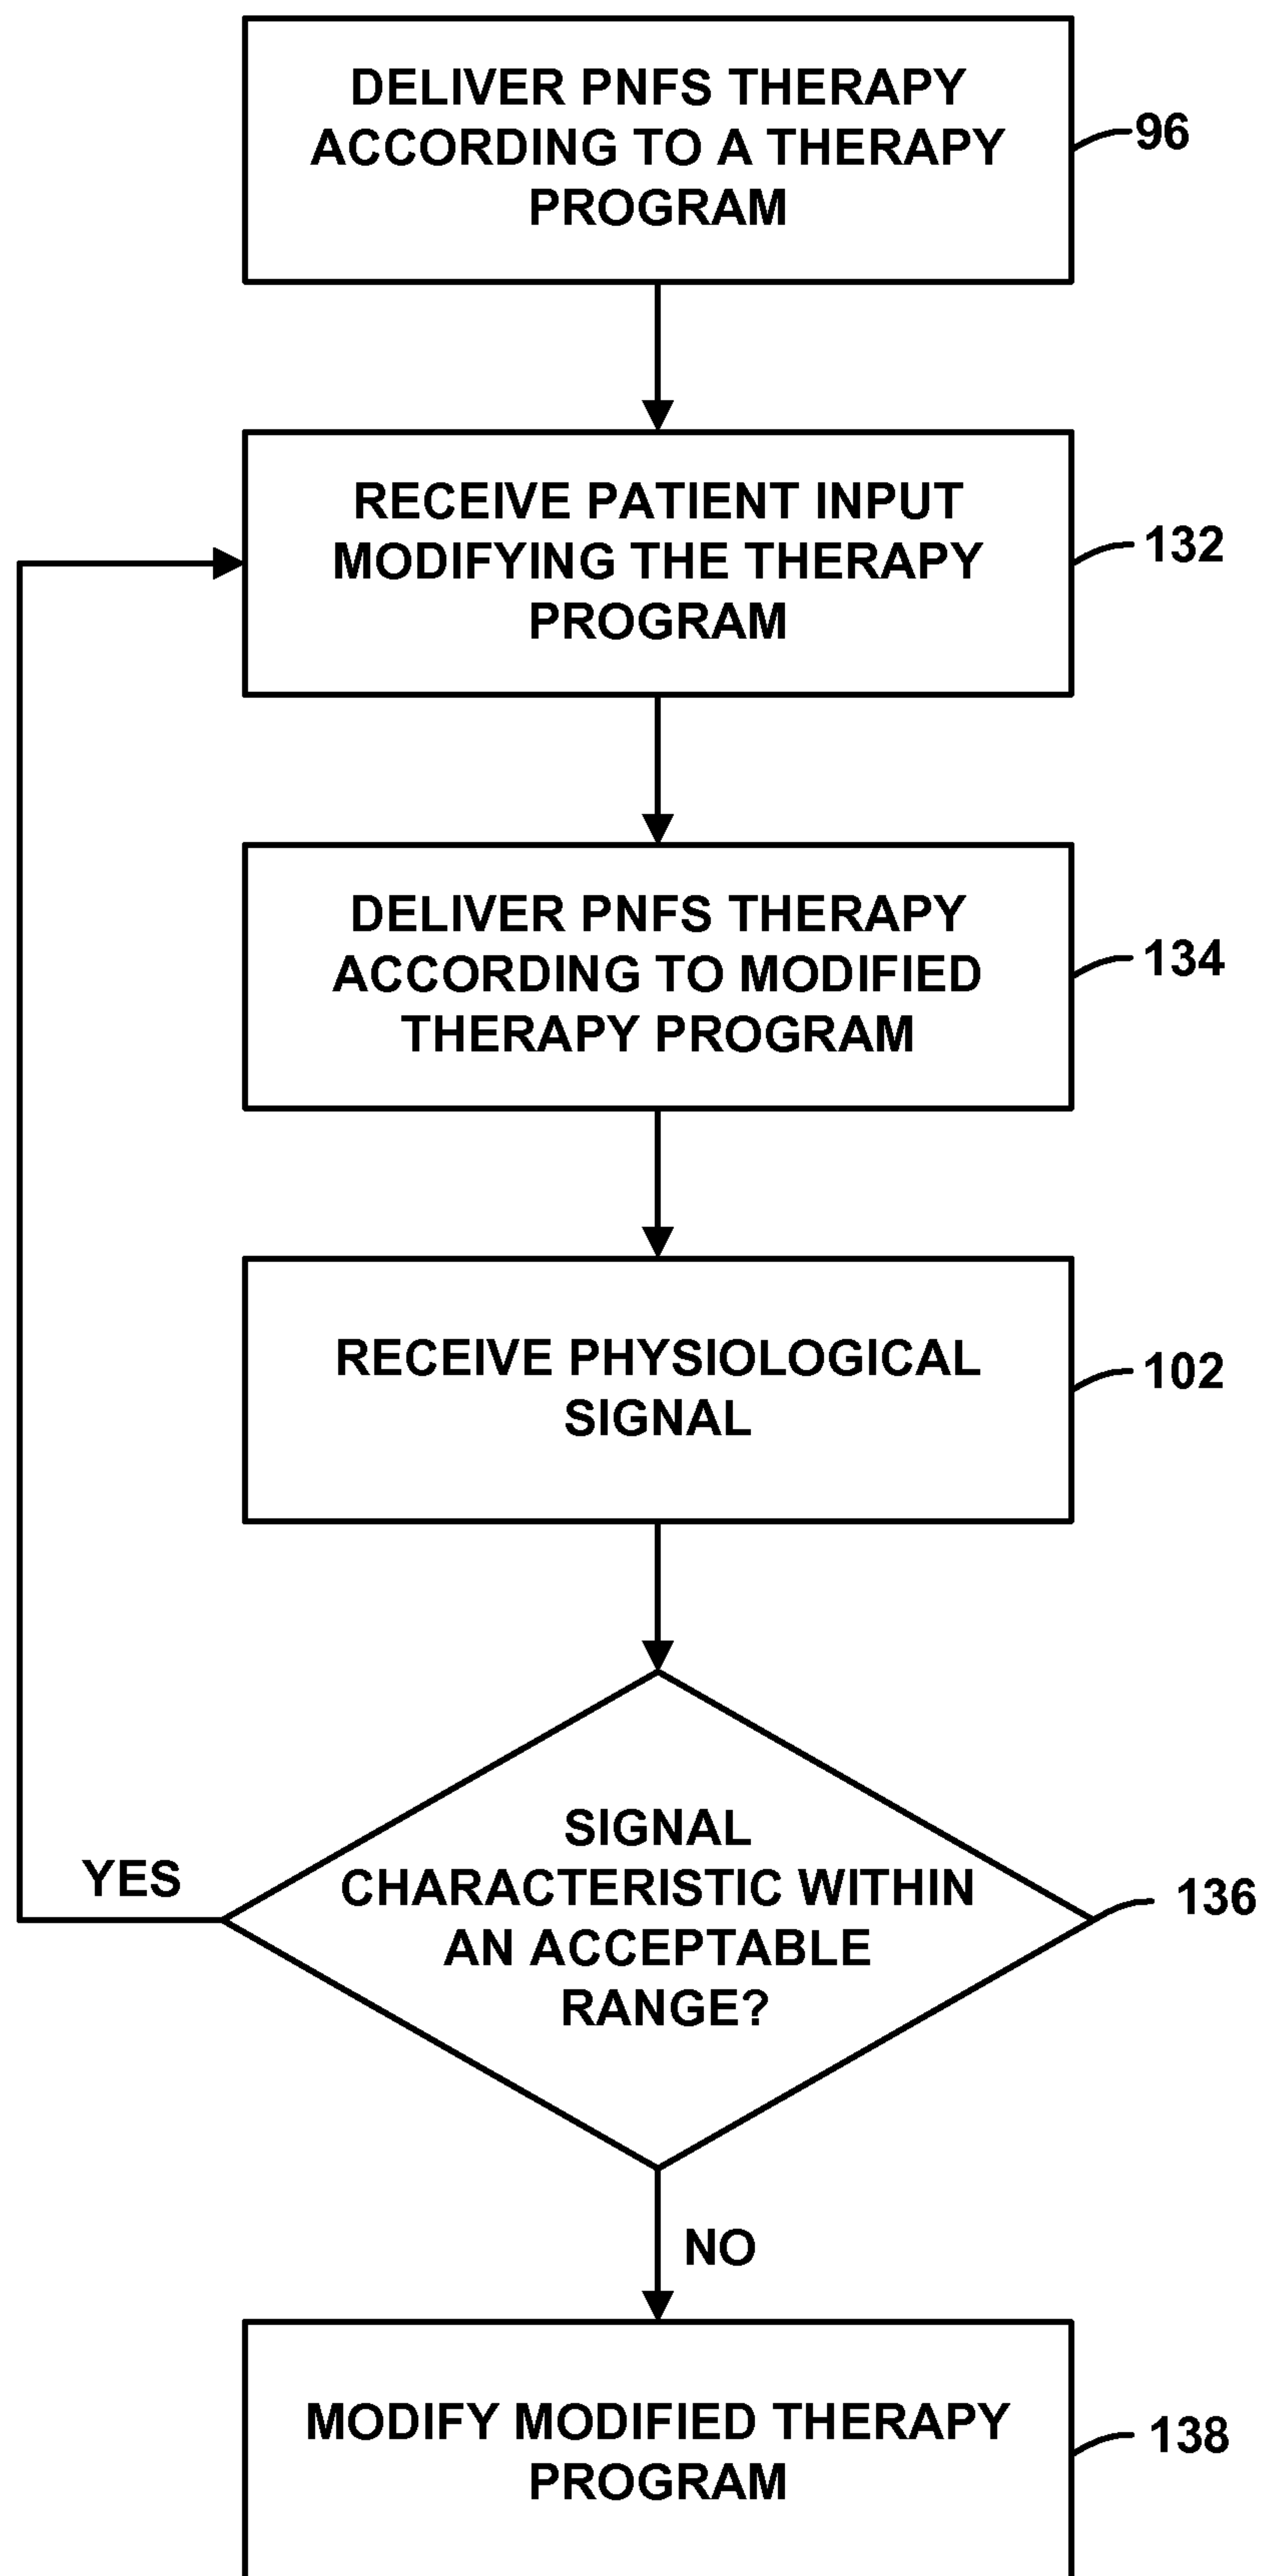 DELIVER PNFS THERAPY
ACCORDING TO A THERAPY
PROGRAM
96
RECEIVE PATIENT INPUT
MODIFYING THE THERAPY
PROGRAM
132
DELIVER PNFS THERAPY
ACCORDING TO MODIFIED
THERAPY PROGRAM
134
RECEIVE PHYSIOLOGICAL
SIGNAL
102
SIGNAL
CHARACTERISTIC WITHIN
AN ACCEPTABLE
RANGE?
136
YES
NO
MODIFY MODIFIED THERAPY
PROGRAM
138